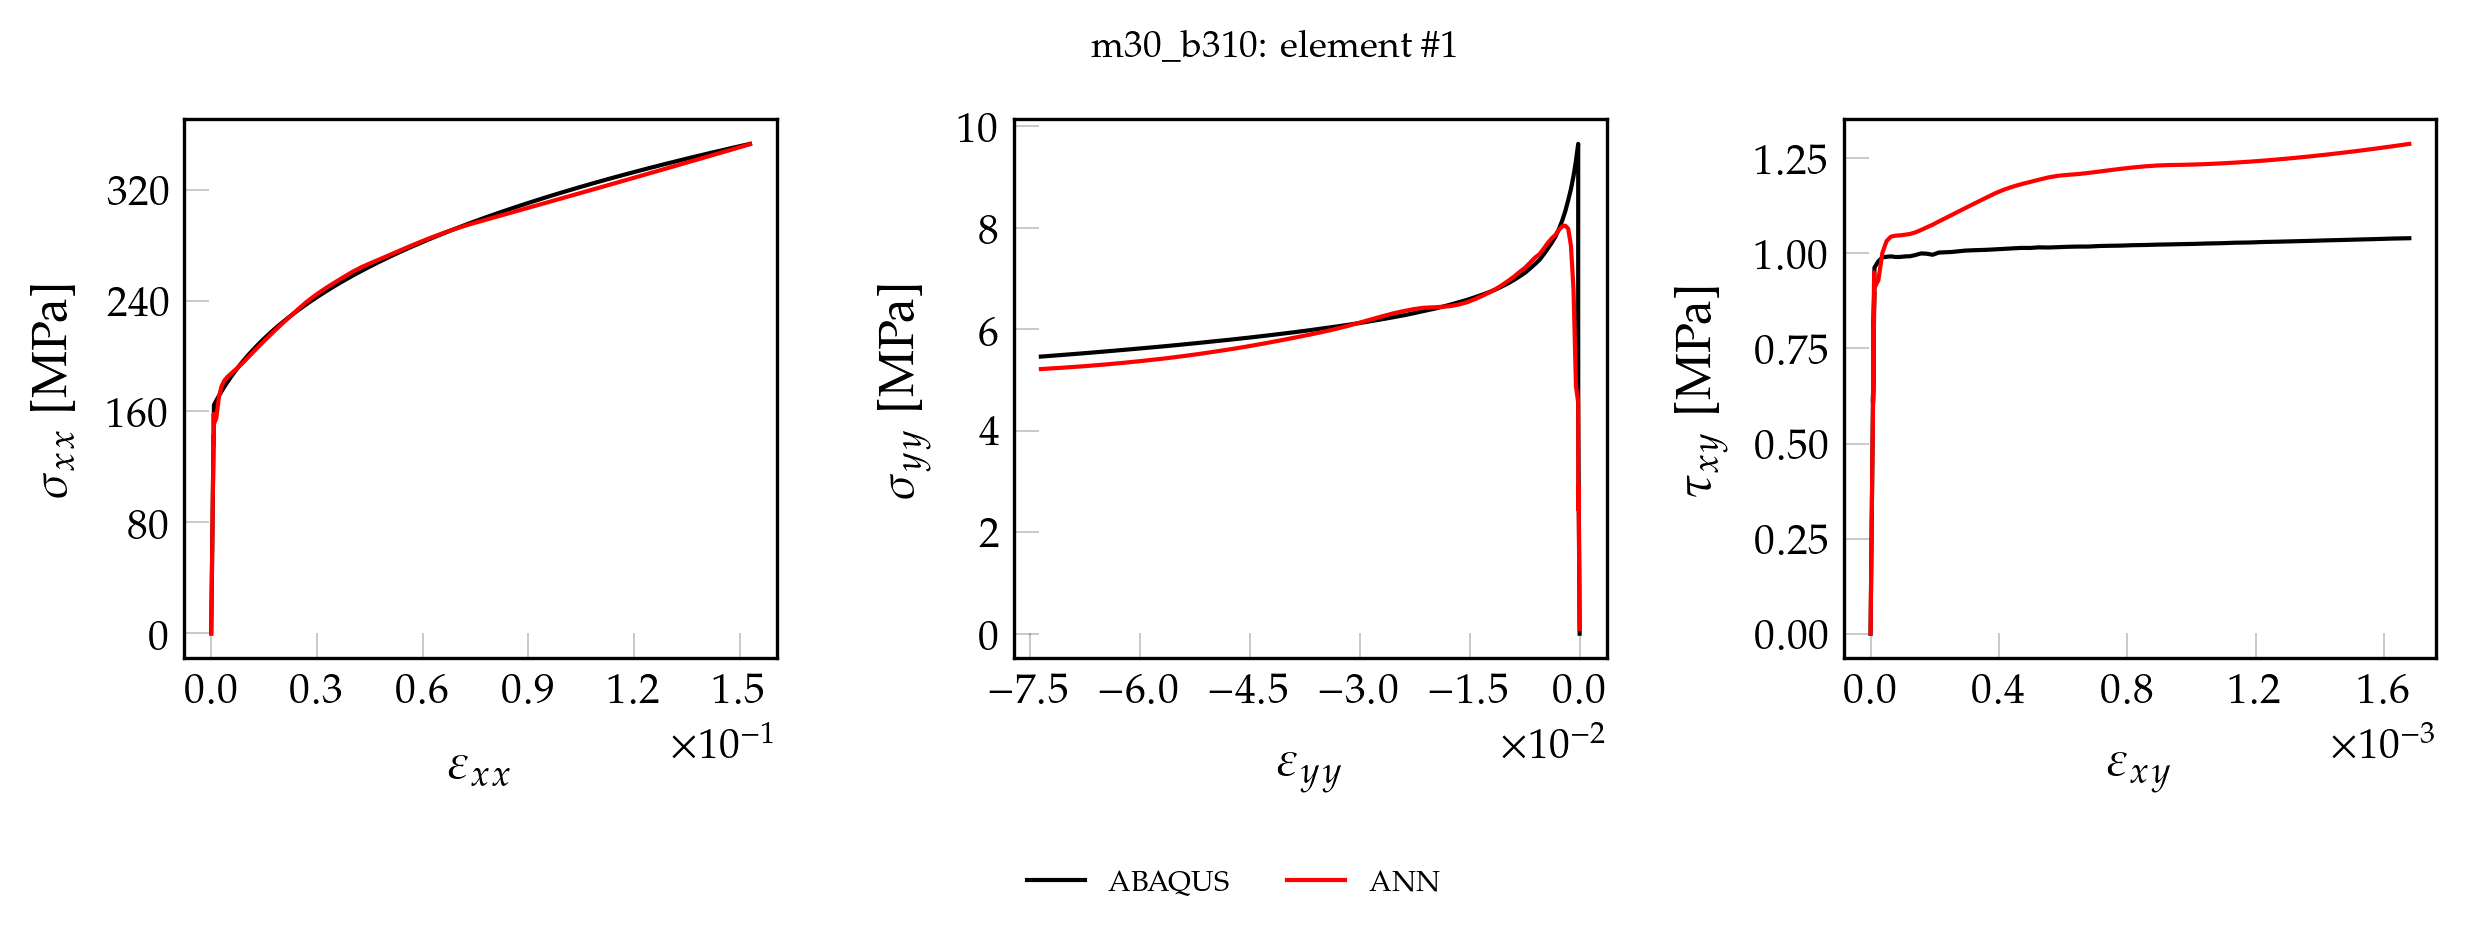 m30_b310: element #1
σxx [MPa]
320
240
160
80
0
0.0 0.3 0.6 0.9 1.2 1.5
×10⁻¹
εxx
σyy [MPa]
10
8
6
4
2
0
−7.5 −6.0 −4.5 −3.0 −1.5 0.0
×10⁻²
εyy
τxy [MPa]
1.25
1.00
0.75
0.50
0.25
0.00
0.0 0.4 0.8 1.2 1.6
×10⁻³
εxy
ABAQUS ANN